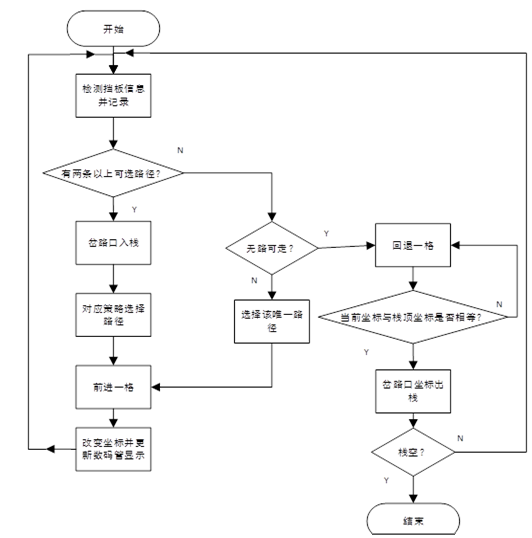 开始
检测挡板信息
并记录
N
有两条以上可选路径?
Y
岔路口入栈
无路可走?
Y
回退一格
N
对应策略选择
路径
选择该唯一路
径
当前坐标与栈顶坐标是否相等?
N
Y
前进一格
岔路口坐标出
栈
改变坐标并更
新数码管显示
栈空?
N
Y
结束